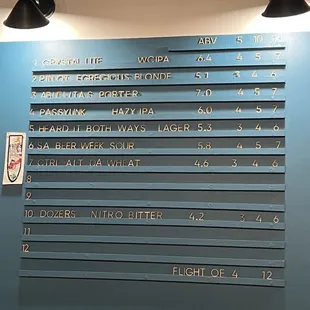 ABV 5 10
1 CRYSTAL LITE WCIPA 6.4 4 5 7
2 EGREGIOUS BLONDE 5.1 3 4 6
3 PORTER 7.0 4 5 7
4 PASSYUNK HAZY IPA 6.0 4 5 7
5 HEARD IT BOTH WAYS LAGER 5.3 3 4 6
6 SA BEER WEEK SOUR 5.8 4 5 7
7 CTRL ALT DA WHEAT 4.6 3 4 6
8
9
10 DOZERS NITRO BITTER 4.2 3 4 6
11
12
FLIGHT OF 4 12